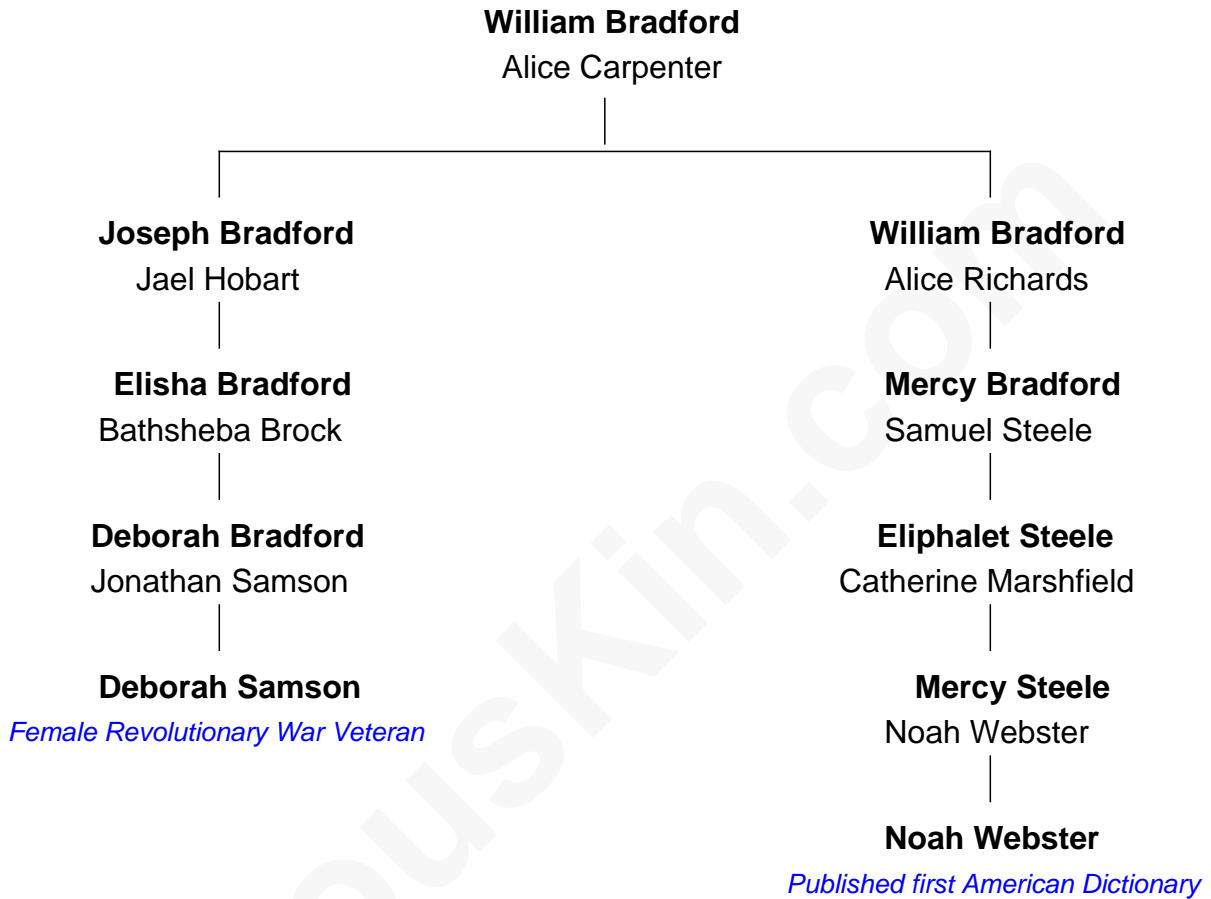 William Bradford
Alice Carpenter
Joseph Bradford
Jael Hobart
Elisha Bradford
Bathsheba Brock
Deborah Bradford
Jonathan Samson
Deborah Samson
Female Revolutionary War Veteran
William Bradford
Alice Richards
Mercy Bradford
Samuel Steele
Eliphalet Steele
Catherine Marshfield
Mercy Steele
Noah Webster
Noah Webster
Published first American Dictionary
ousKin.com